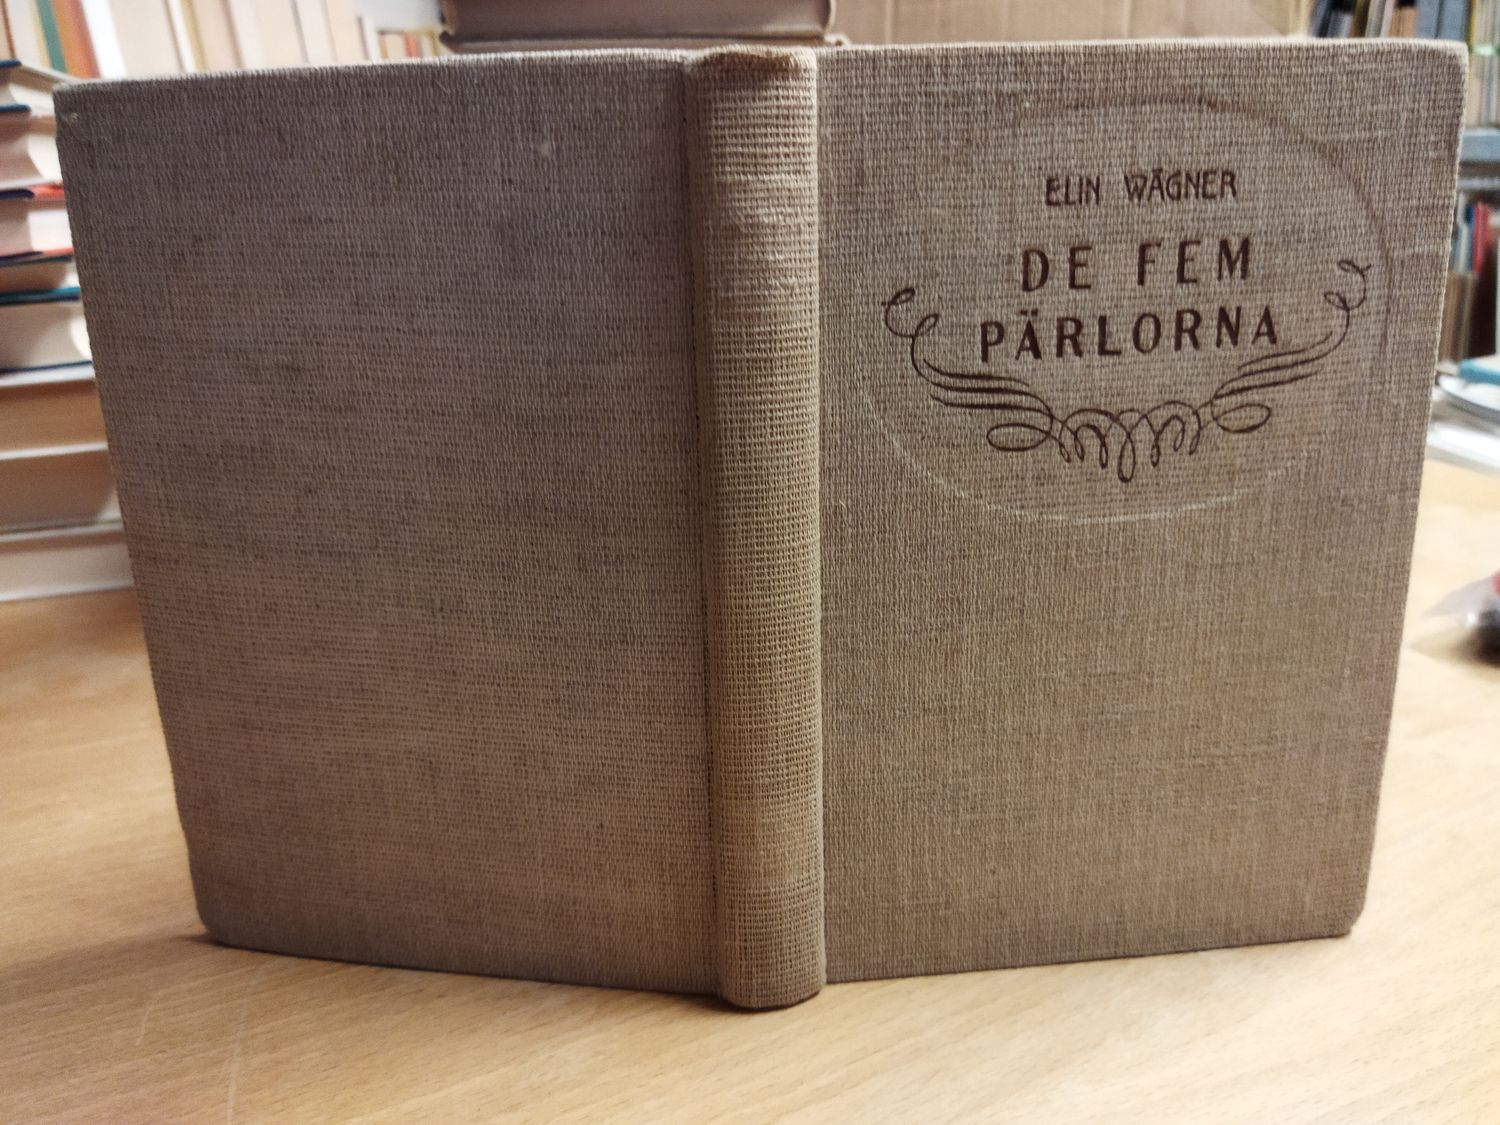 ELIN WÄGNER
DE FEM
PÄRLORNA